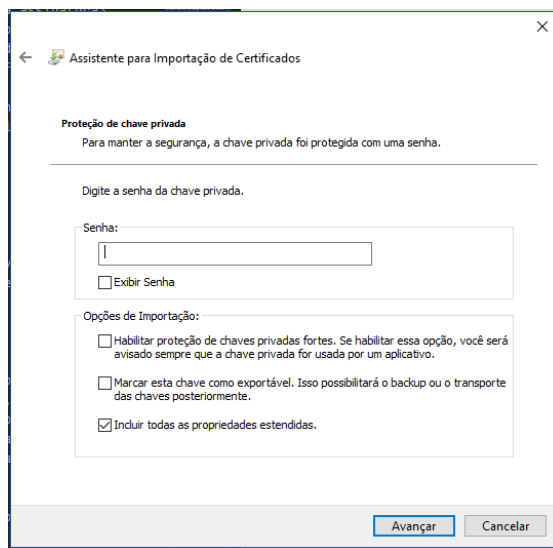 Assistente para Importação de Certificados
Proteção de chave privada
Para manter a segurança, a chave privada foi protegida com uma senha.
Digite a senha da chave privada.
Senha:
Exibir Senha
Opções de Importação:
Habilitar proteção de chaves privadas fortes. Se habilitar essa opção, você será
avisado sempre que a chave privada for usada por um aplicativo.
Marcar esta chave como exportável. Isso possibilitará o backup ou o transporte
das chaves posteriormente.
Incluir todas as propriedades estendidas.
Avançar
Cancelar